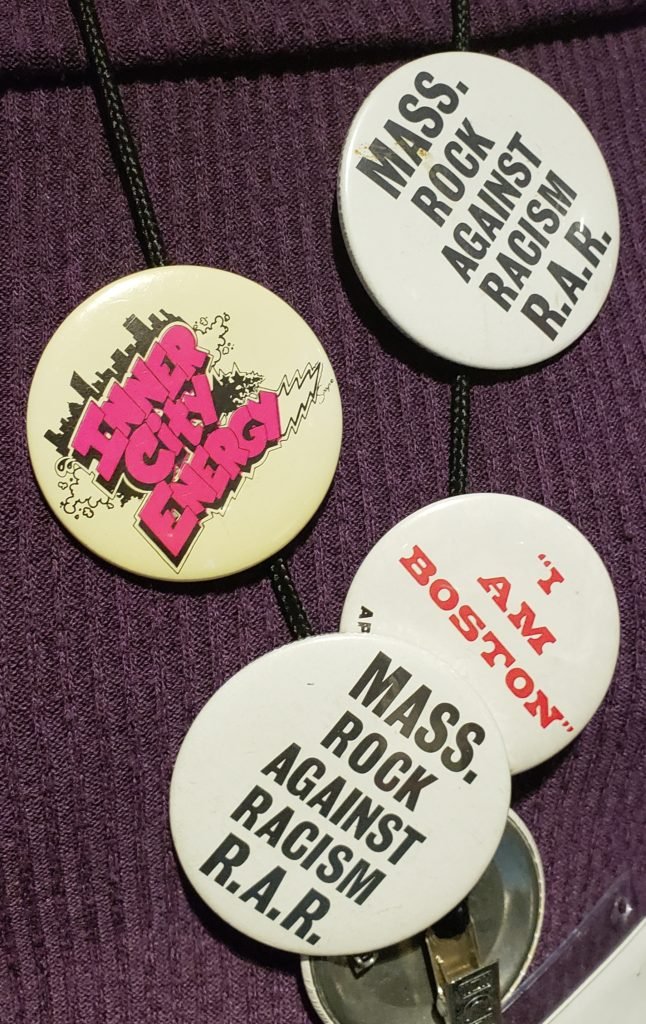 MASS.
ROCK
AGAINST
RACISM
R.A.R.
INNER
CITY
ENERGY
"I
AM
BOSTON"
MASS.
ROCK
AGAINST
RACISM
R.A.R.